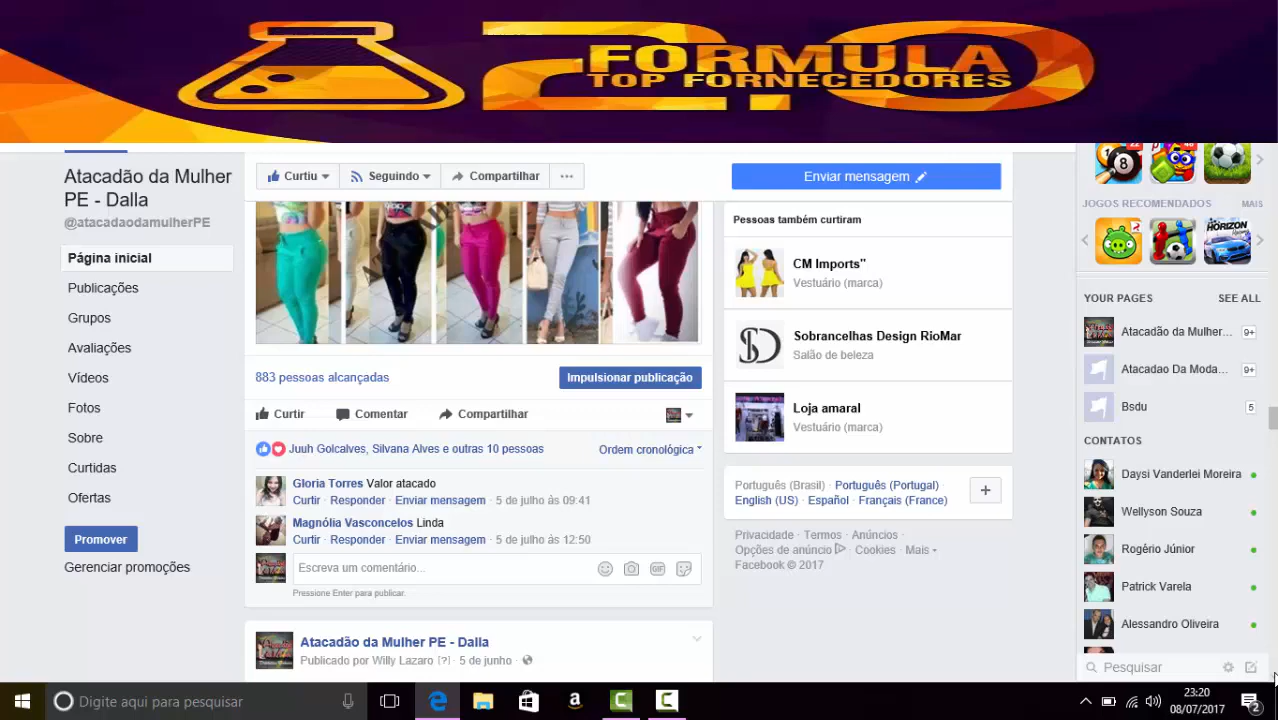 FORMULA
TOP FORNECEDORES
2.0
Atacadão da Mulher
PE - Dalla
@atacadaodamulherPE
Página inicial
Publicações
Grupos
Avaliações
Vídeos
Fotos
Sobre
Curtidas
Ofertas
Promover
Gerenciar promoções
Curtiu
Seguindo
Compartilhar
Enviar mensagem
883 pessoas alcançadas
Impulsionar publicação
Curtir
Comentar
Compartilhar
Juuh Golcalves, Silvana Alves e outras 10 pessoas
Ordem cronológica
Gloria Torres Valor atacado
Curtir · Responder · Enviar mensagem · 5 de julho às 09:41
Magnólia Vasconcelos Linda
Curtir · Responder · Enviar mensagem · 5 de julho às 12:50
Escreva um comentário...
GIF
Pressione Enter para publicar.
Atacadão da Mulher PE - Dalla
Publicado por Willy Lazaro [?] · 5 de junho ·
Pessoas também curtiram
CM Imports"
Vestuário (marca)
Sobrancelhas Design RioMar
Salão de beleza
Loja amaral
Vestuário (marca)
Português (Brasil) · Português (Portugal)
English (US) · Español · Français (France)
Privacidade · Termos · Anúncios ·
Opções de anúncio · Cookies · Mais
Facebook © 2017
JOGOS RECOMENDADOS MAIS
HORIZON
YOUR PAGES SEE ALL
Atacadão da Mulher... 9+
Atacadao Da Moda... 9+
Bsdu 5
CONTATOS
Daysi Vanderlei Moreira
Wellyson Souza
Rogério Júnior
Patrick Varela
Alessandro Oliveira
Pesquisar
Digite aqui para pesquisar
23:20
08/07/2017
2